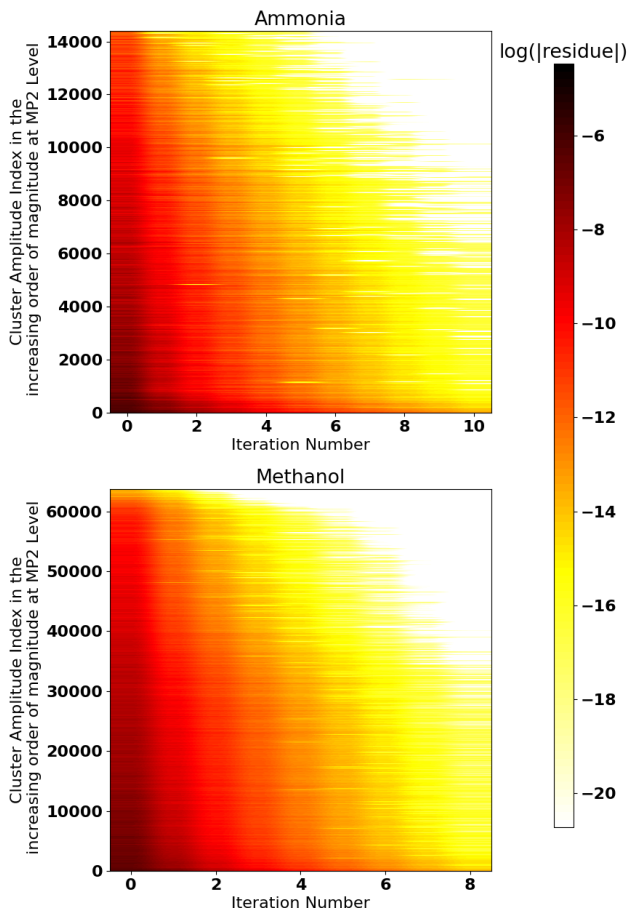 Ammonia
log(|residue|)
Cluster Amplitude Index in the
increasing order of magnitude at MP2 Level
14000
12000
10000
8000
6000
4000
2000
0
0 2 4 6 8 10
Iteration Number
Methanol
Cluster Amplitude Index in the
increasing order of magnitude at MP2 Level
60000
50000
40000
30000
20000
10000
0
0 2 4 6 8
Iteration Number
−6
−8
−10
−12
−14
−16
−18
−20